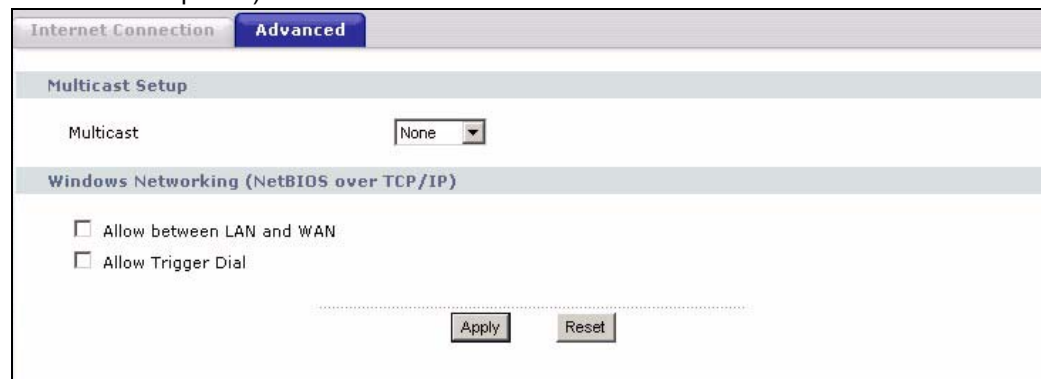 Internet Connection Advanced
Multicast Setup
Multicast None
Windows Networking (NetBIOS over TCP/IP)
Allow between LAN and WAN
Allow Trigger Dial
Apply Reset